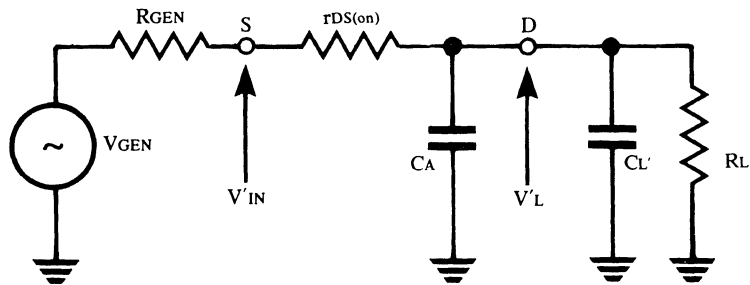 RGEN
S
rDS(on)
D
~
VGEN
V'IN
CA
V'L
CL'
RL